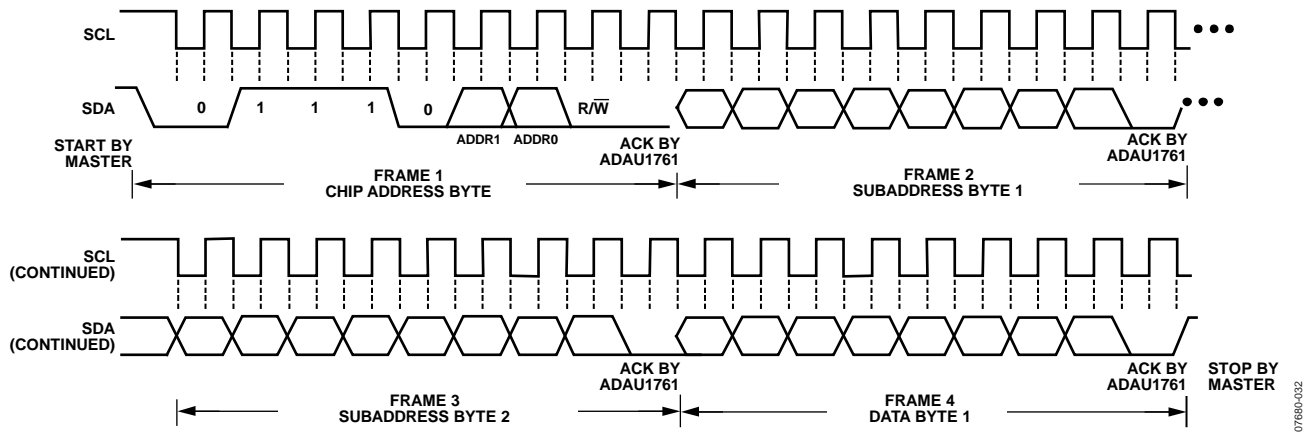 SCL
SDA
0 1 1 1 0 R/W̅
ADDR1 ADDR0
START BY
MASTER
ACK BY
ADAU1761
ACK BY
ADAU1761
FRAME 1
CHIP ADDRESS BYTE
FRAME 2
SUBADDRESS BYTE 1
SCL
(CONTINUED)
SDA
(CONTINUED)
ACK BY
ADAU1761
ACK BY
ADAU1761
STOP BY
MASTER
FRAME 3
SUBADDRESS BYTE 2
FRAME 4
DATA BYTE 1
07680-032